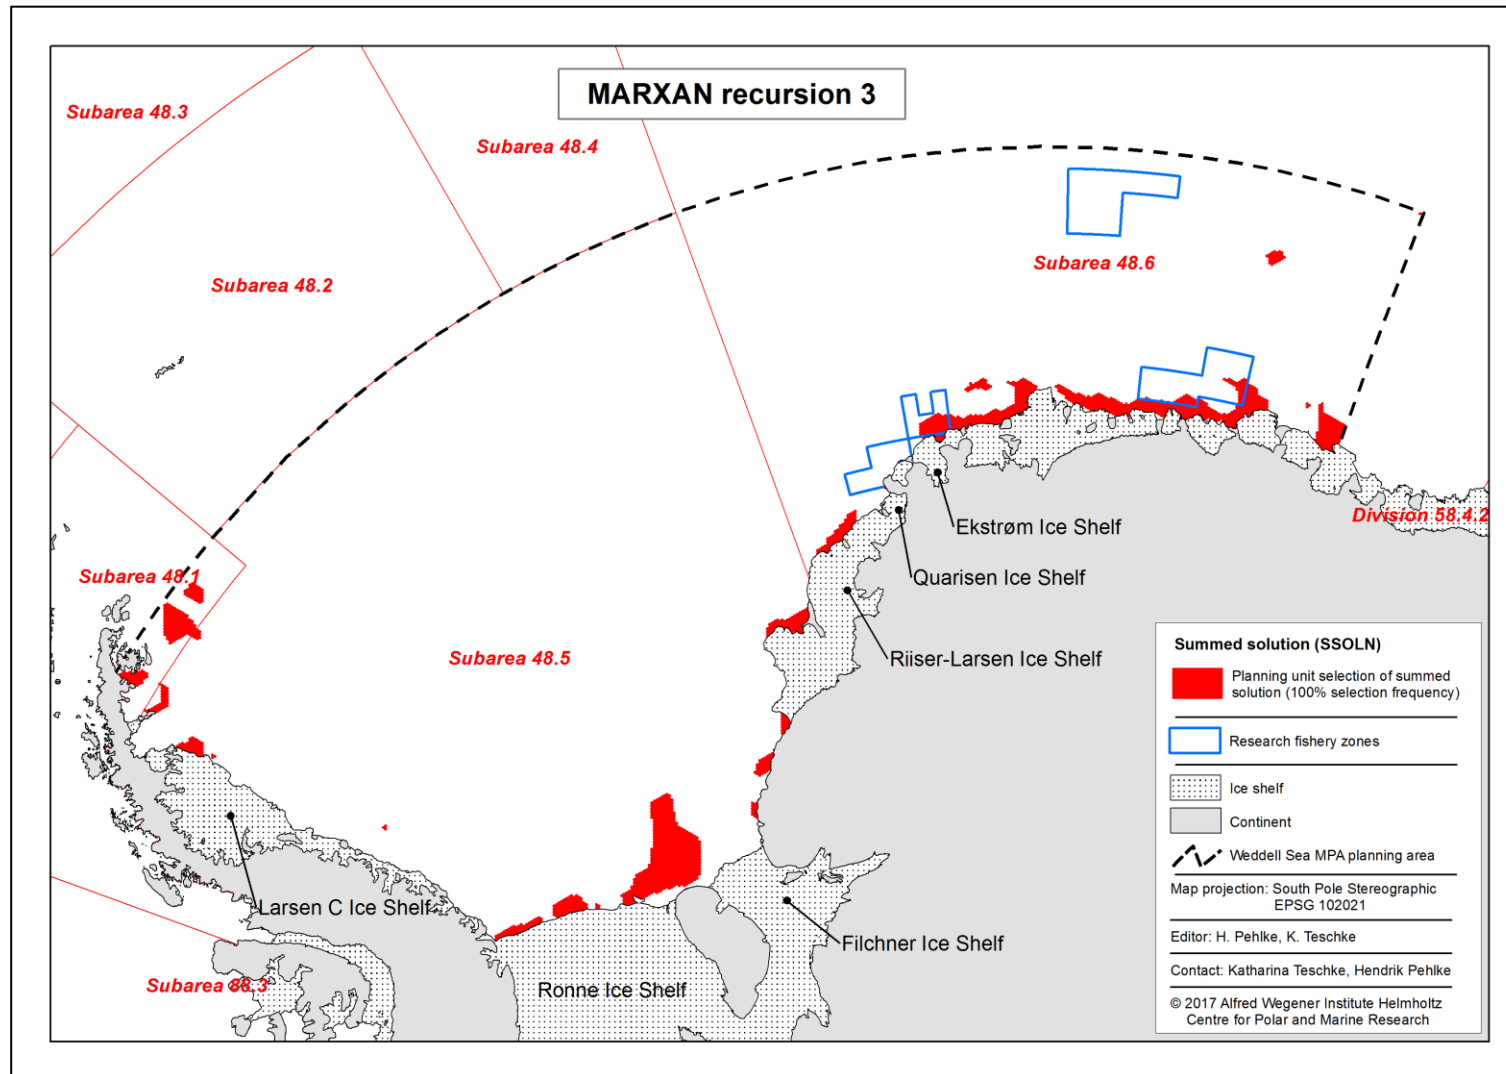 MARXAN recursion 3
Subarea 48.3
Subarea 48.4
Subarea 48.2
Subarea 48.6
Subarea 48.1
Subarea 48.5
Division 58.4.2
Subarea 88.3
Ekstrøm Ice Shelf
Quarisen Ice Shelf
Riiser-Larsen Ice Shelf
Larsen C Ice Shelf
Filchner Ice Shelf
Ronne Ice Shelf
Summed solution (SSOLN)
Planning unit selection of summed
solution (100% selection frequency)
Research fishery zones
Ice shelf
Continent
Weddell Sea MPA planning area
Map projection: South Pole Stereographic
EPSG 102021
Editor: H. Pehlke, K. Teschke
Contact: Katharina Teschke, Hendrik Pehlke
© 2017 Alfred Wegener Institute Helmholtz
Centre for Polar and Marine Research